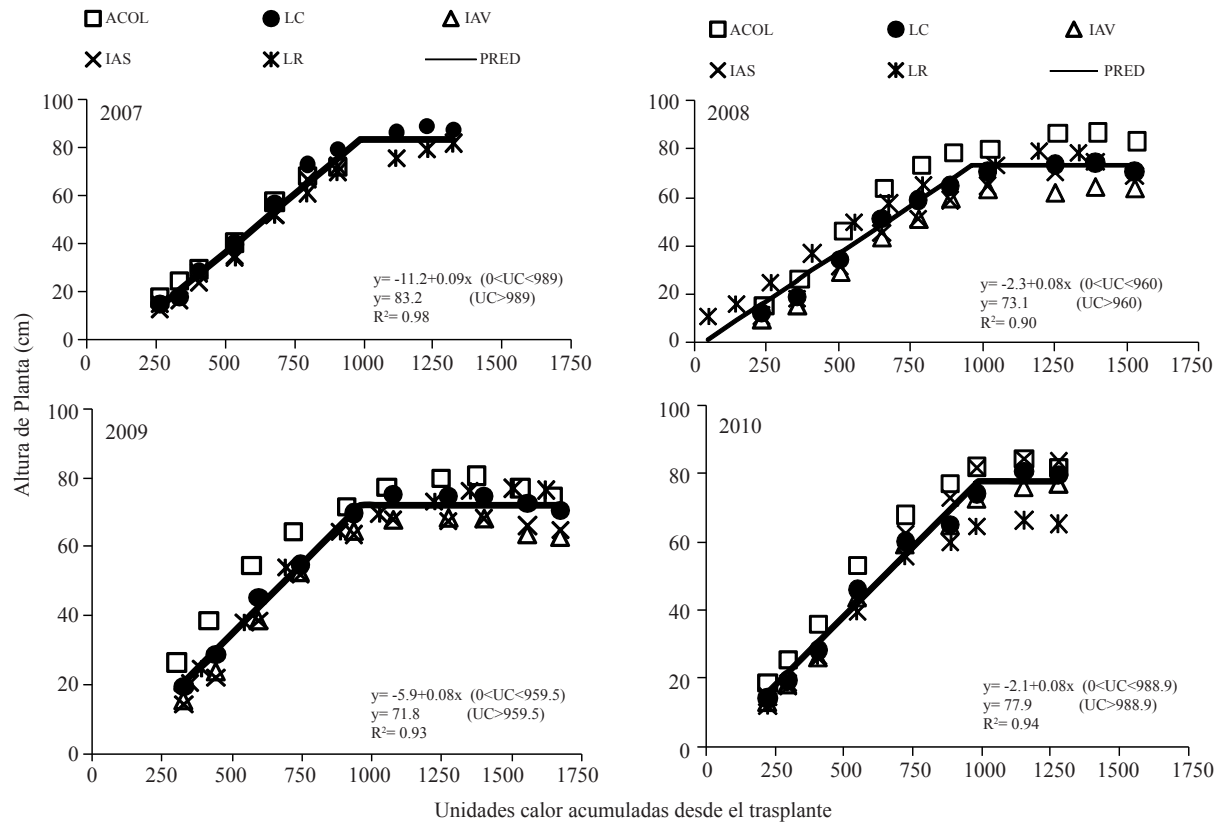 ACOL LC IAV
IAS LR PRED
ACOL LC IAV
IAS LR PRED
Altura de Planta (cm)
2007
100
80
60
40
20
0
0 250 500 750 1000 1250 1500 1750
y= -11.2+0.09x (0<UC<989)
y= 83.2 (UC>989)
R²= 0.98
2008
100
80
60
40
20
0
0 250 500 750 1000 1250 1500 1750
y= -2.3+0.08x (0<UC<960)
y= 73.1 (UC>960)
R²= 0.90
2009
100
80
60
40
20
0
0 250 500 750 1000 1250 1500 1750
y= -5.9+0.08x (0<UC<959.5)
y= 71.8 (UC>959.5)
R²= 0.93
2010
100
80
60
40
20
0
0 250 500 750 1000 1250 1500 1750
y= -2.1+0.08x (0<UC<988.9)
y= 77.9 (UC>988.9)
R²= 0.94
Unidades calor acumuladas desde el trasplante